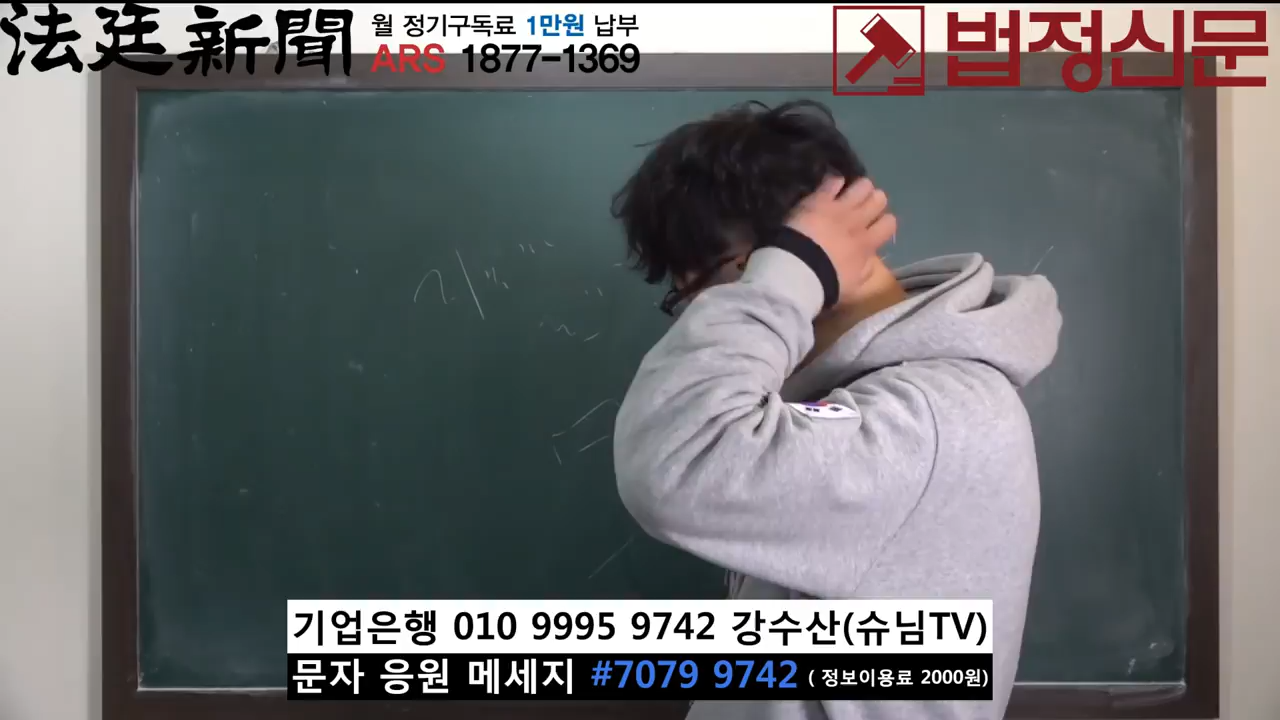 法廷新聞
월 정기구독료 1만원 납부
ARS 1877-1369
법정신문
기업은행 010 9995 9742 강수산(슈님TV)
문자 응원 메세지 #7079 9742 ( 정보이용료 2000원)